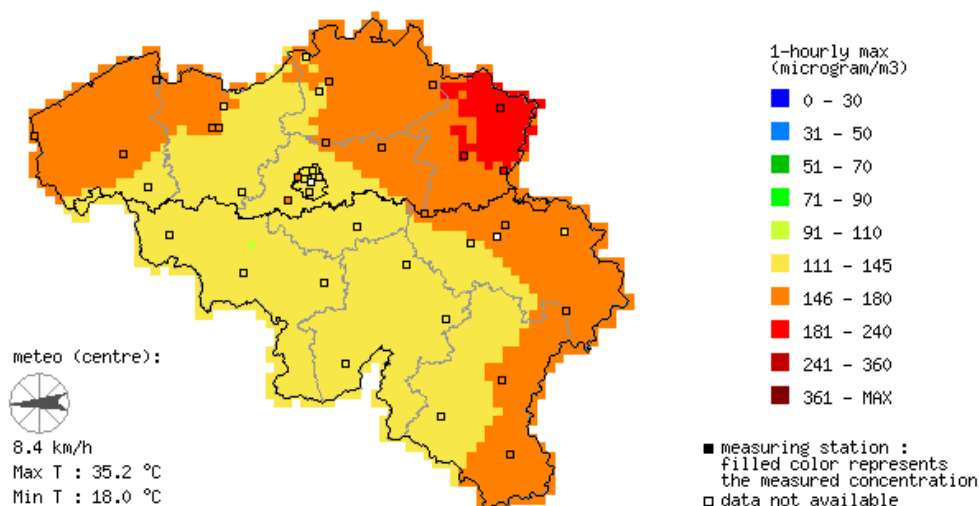 1-hourly max
(microgram/m3)
0 - 30
31 - 50
51 - 70
71 - 90
91 - 110
111 - 145
146 - 180
181 - 240
241 - 360
361 - MAX
meteo (centre):
8.4 km/h
Max T : 35.2 °C
Min T : 18.0 °C
measuring station :
filled color represents
the measured concentration
data not available